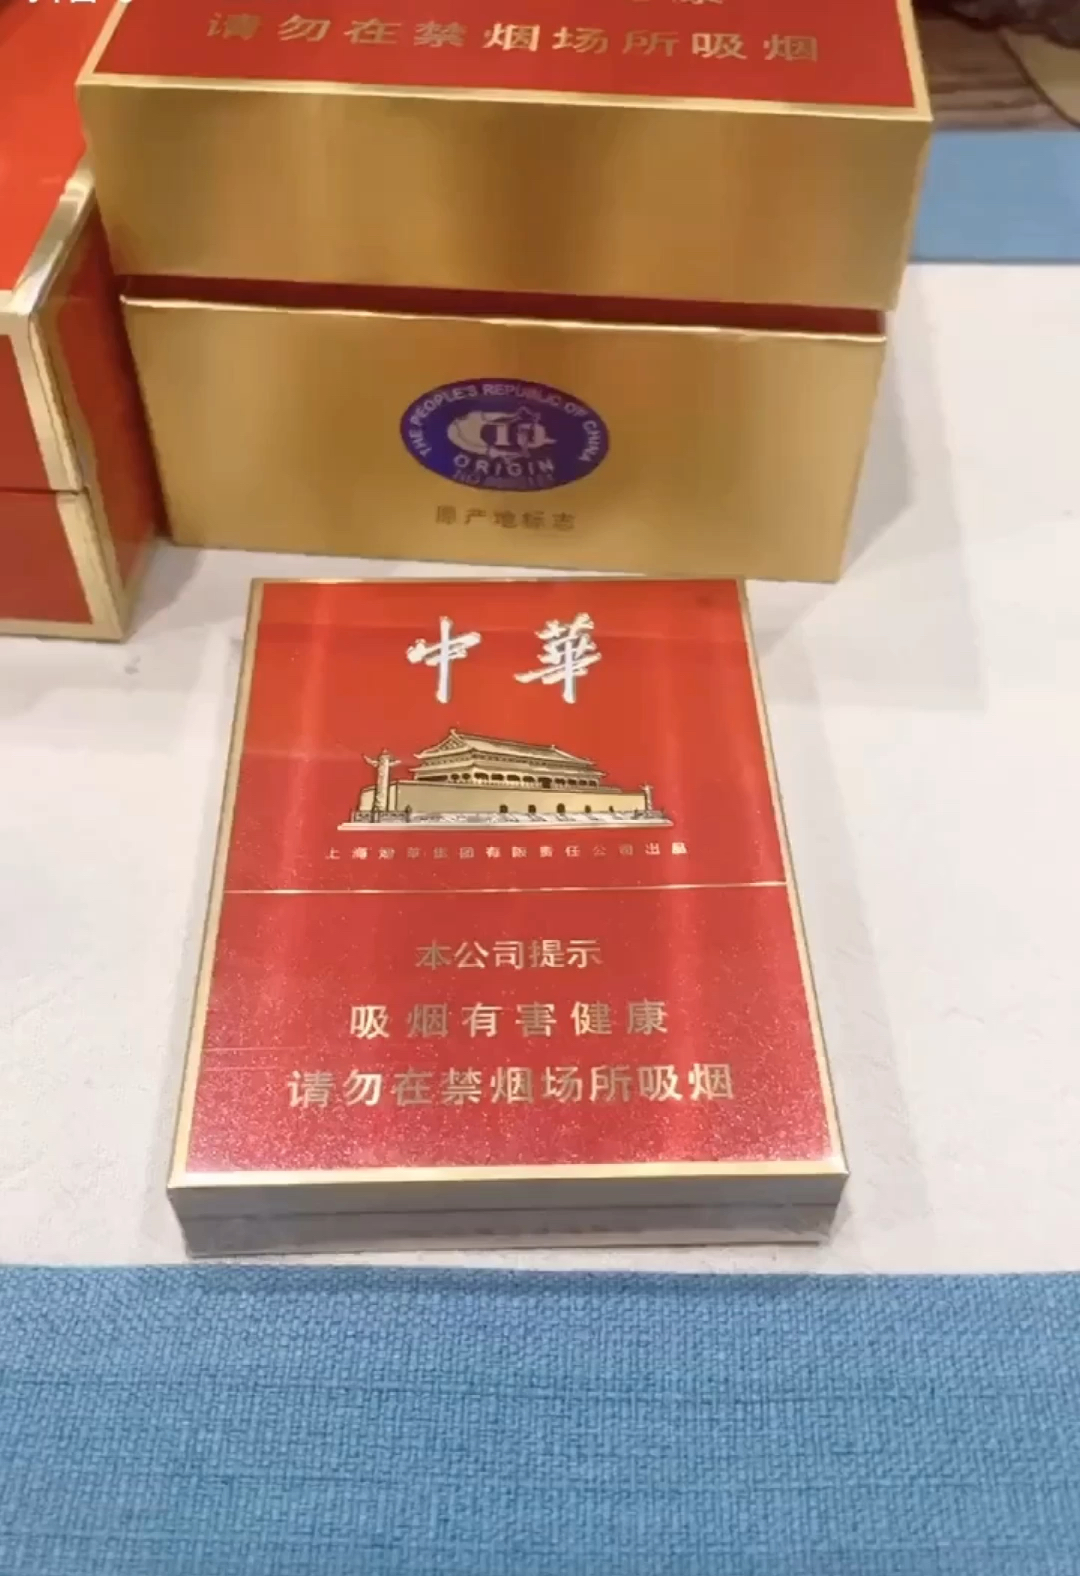 请勿在禁烟场所吸烟
THE PEOPLE'S REPUBLIC OF CHINA
ORIGIN
原产地标志
中華
上海烟草集团有限责任公司出品
本公司提示
吸烟有害健康
请勿在禁烟场所吸烟